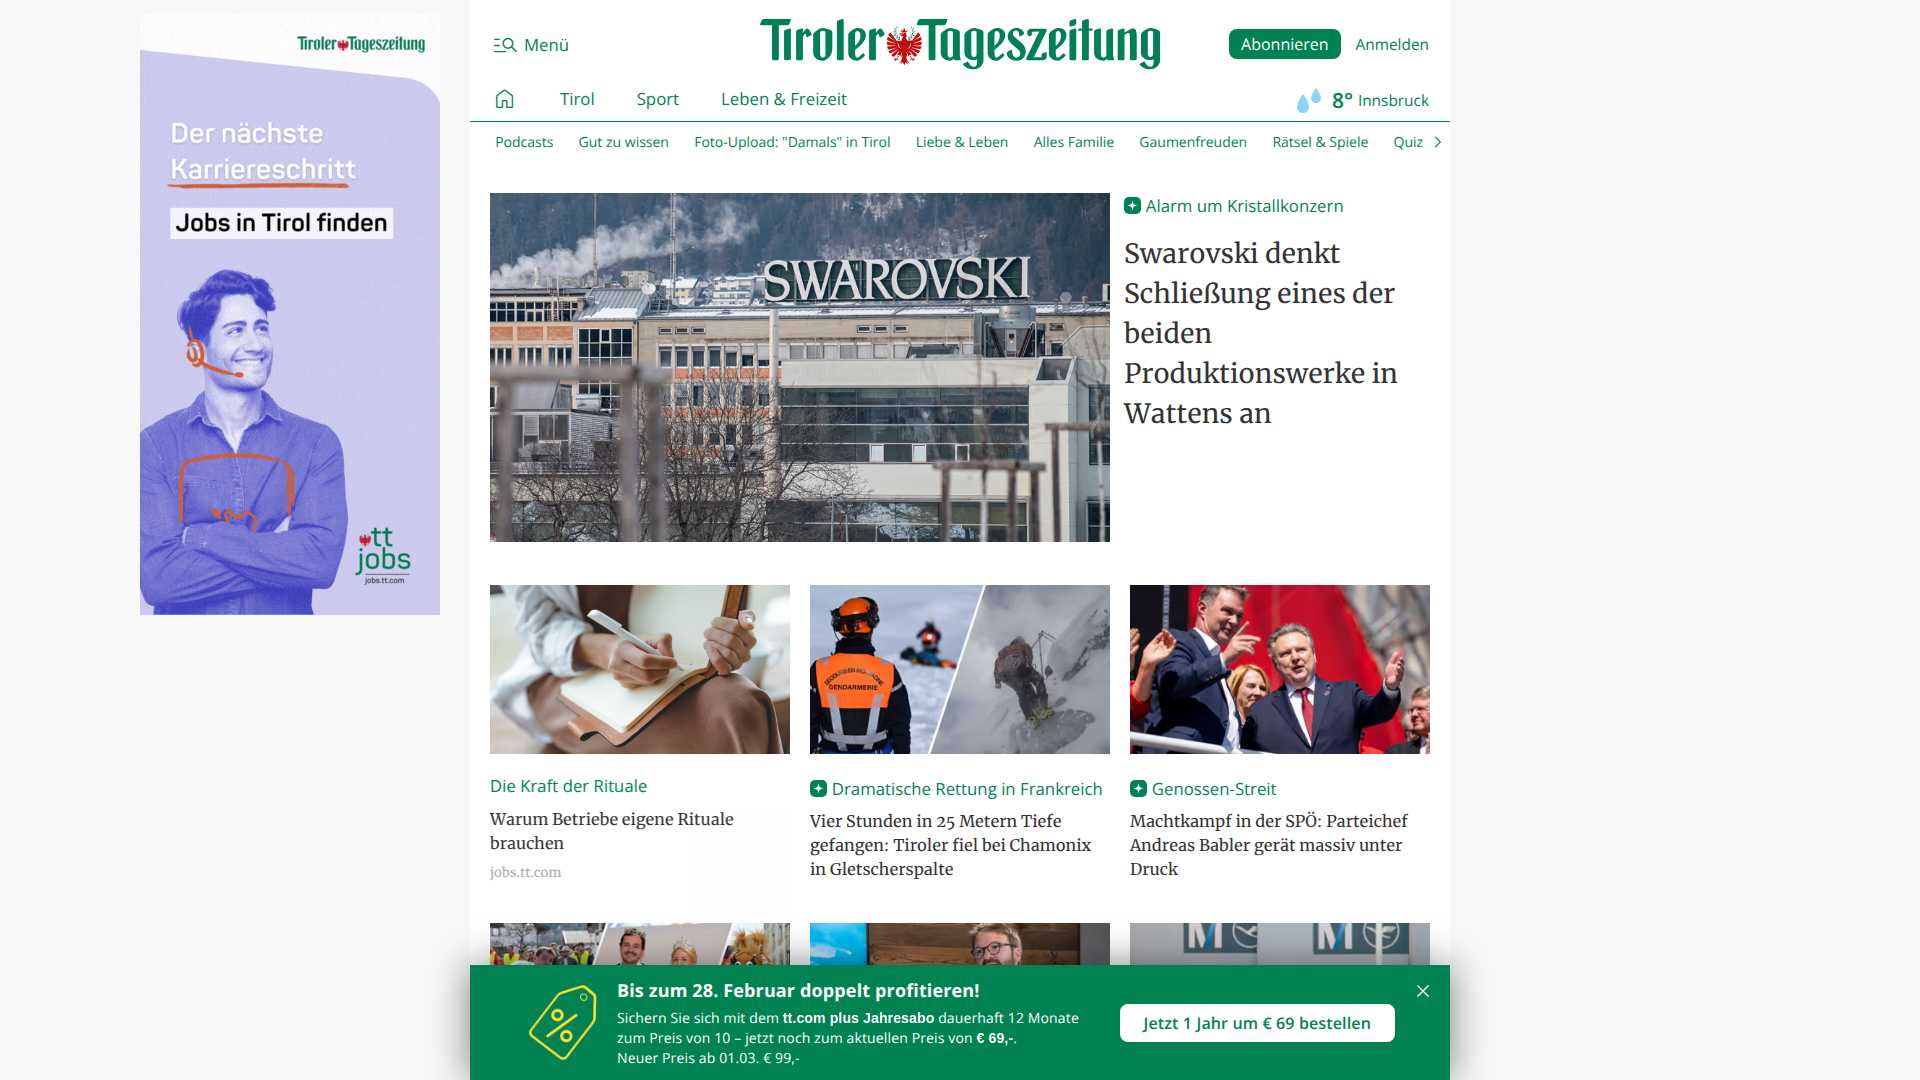 Tiroler Tageszeitung
Der nächste
Karriereschritt
Jobs in Tirol finden
tt
jobs
jobs.tt.com
Menü
Tiroler Tageszeitung
Abonnieren
Anmelden
Tirol
Sport
Leben & Freizeit
8° Innsbruck
Podcasts
Gut zu wissen
Foto-Upload: "Damals" in Tirol
Liebe & Leben
Alles Familie
Gaumenfreuden
Rätsel & Spiele
Quiz
SWAROVSKI
Alarm um Kristallkonzern
Swarovski denkt
Schließung eines der
beiden
Produktionswerke in
Wattens an
GENDARMERIE
Die Kraft der Rituale
Warum Betriebe eigene Rituale
brauchen
jobs.tt.com
Dramatische Rettung in Frankreich
Vier Stunden in 25 Metern Tiefe
gefangen: Tiroler fiel bei Chamonix
in Gletscherspalte
Genossen-Streit
Machtkampf in der SPÖ: Parteichef
Andreas Babler gerät massiv unter
Druck
Bis zum 28. Februar doppelt profitieren!
Sichern Sie sich mit dem tt.com plus Jahresabo dauerhaft 12 Monate
zum Preis von 10 – jetzt noch zum aktuellen Preis von € 69,-.
Neuer Preis ab 01.03. € 99,-
Jetzt 1 Jahr um € 69 bestellen